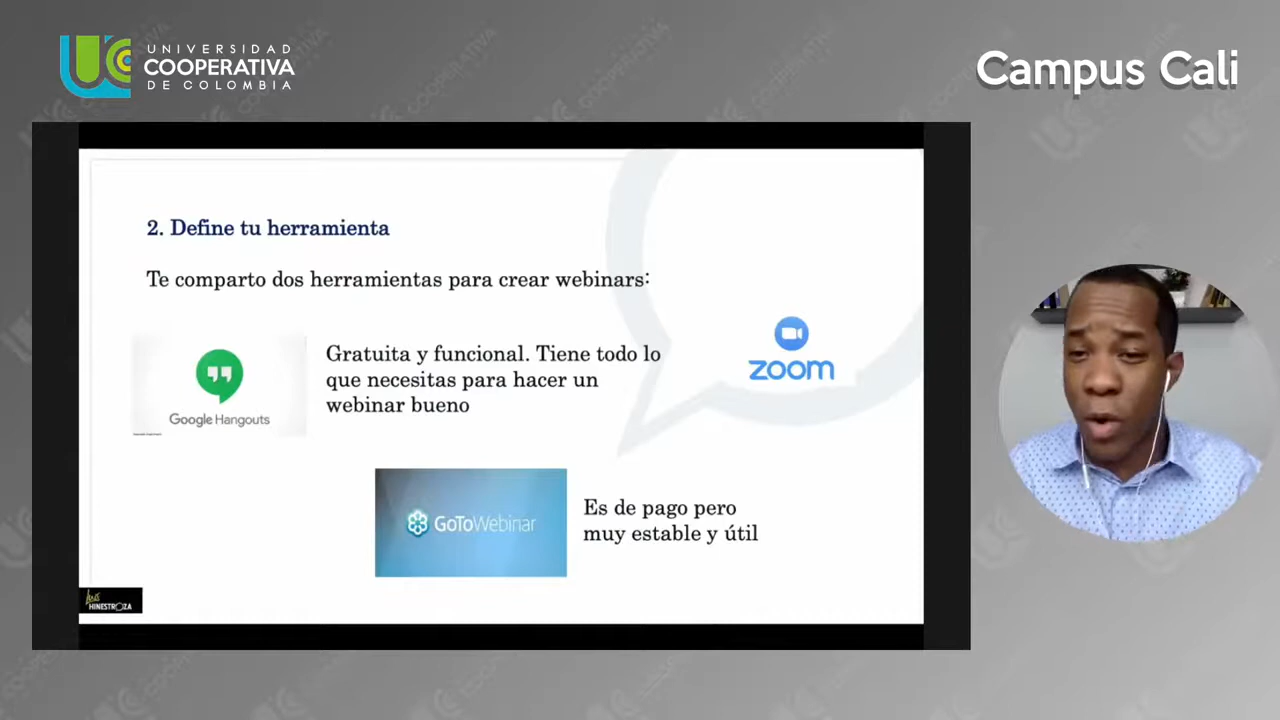 UNIVERSIDAD
COOPERATIVA
DE COLOMBIA
Campus Cali
2. Define tu herramienta
Te comparto dos herramientas para crear webinars:
Google Hangouts
Gratuita y funcional. Tiene todo lo
que necesitas para hacer un
webinar bueno
zoom
GoToWebinar
Es de pago pero
muy estable y útil
Luis
HINESTROZA